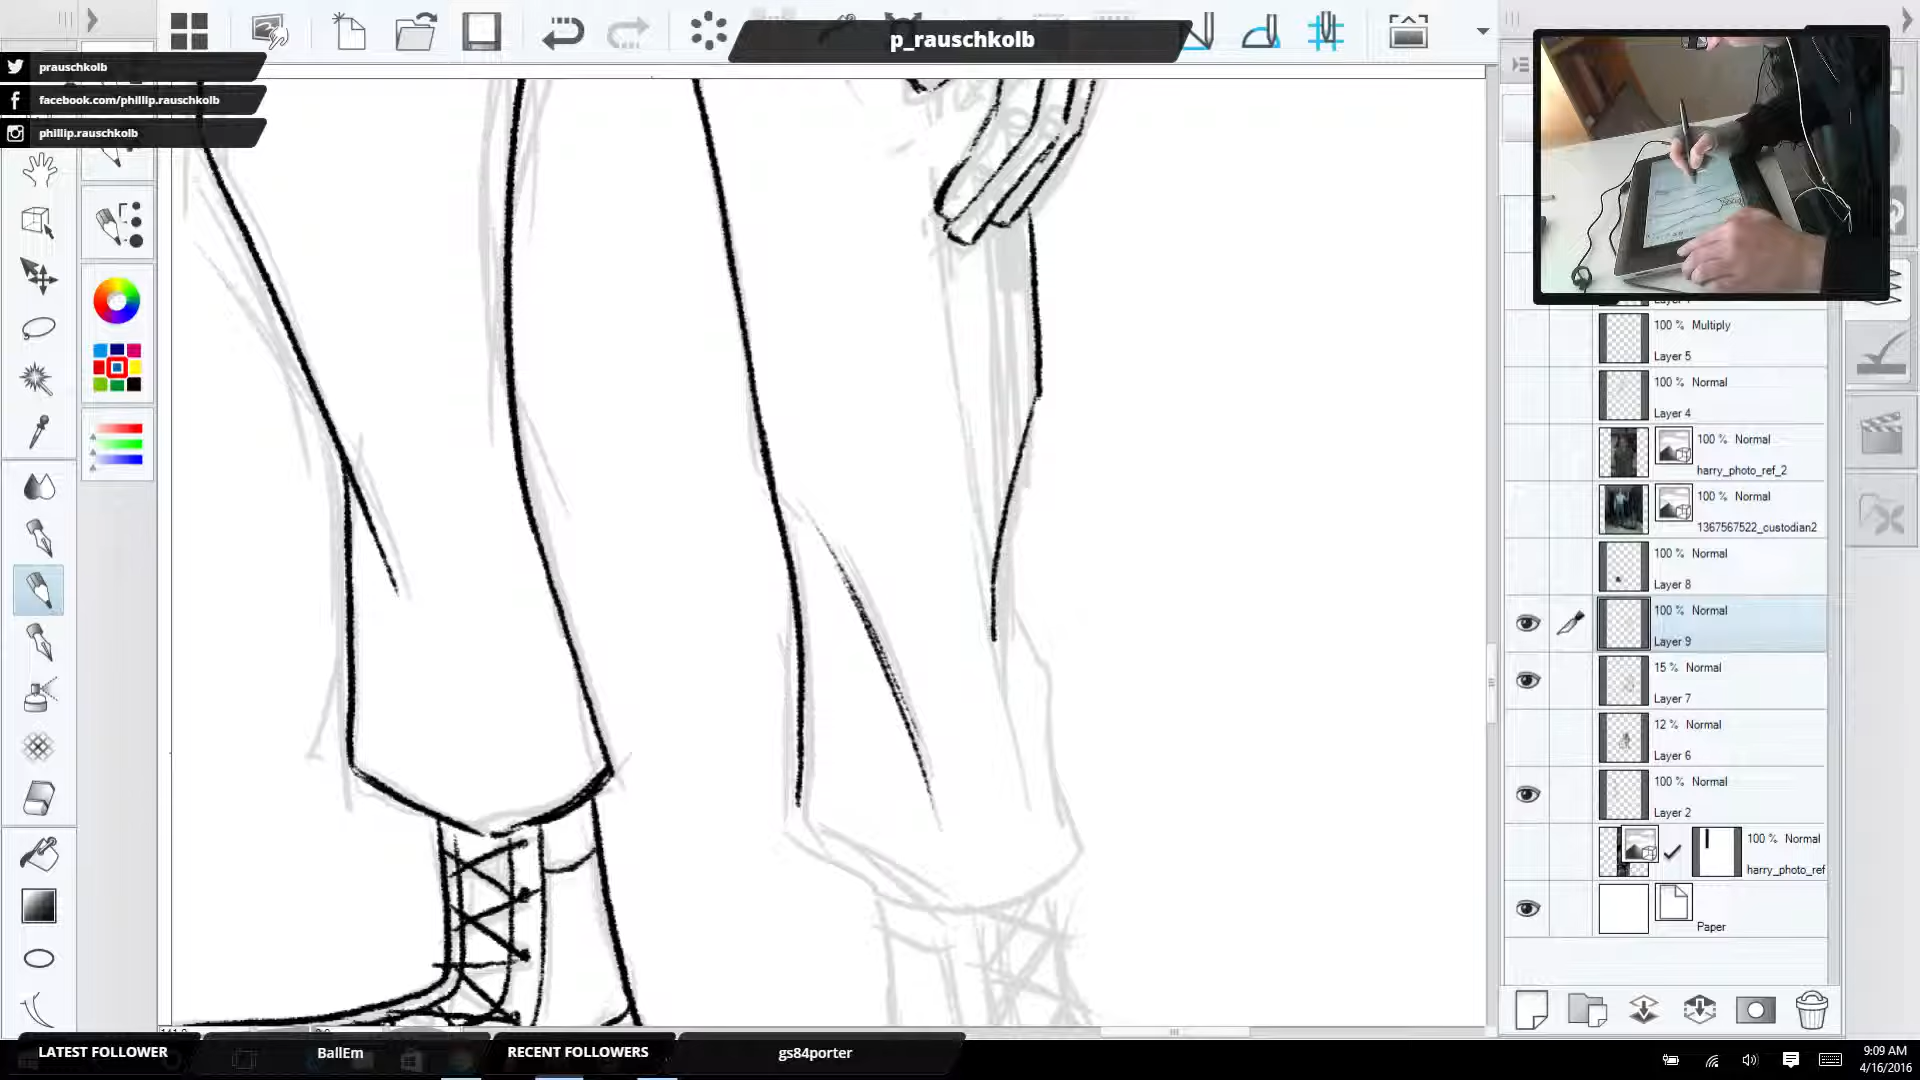 p_rauschkolb
prauschkolb
facebook.com/phillip.rauschkolb
phillip.rauschkolb
100 % Multiply
Layer 5
100 % Normal
Layer 4
100 % Normal
harry_photo_ref_2
100 % Normal
1367567522_custodian2
100 % Normal
Layer 8
100 % Normal
Layer 9
15 % Normal
Layer 7
12 % Normal
Layer 6
100 % Normal
Layer 2
100 % Normal
harry_photo_ref
Paper
LATEST FOLLOWER
BallEm
RECENT FOLLOWERS
gs84porter
9:09 AM
4/16/2016